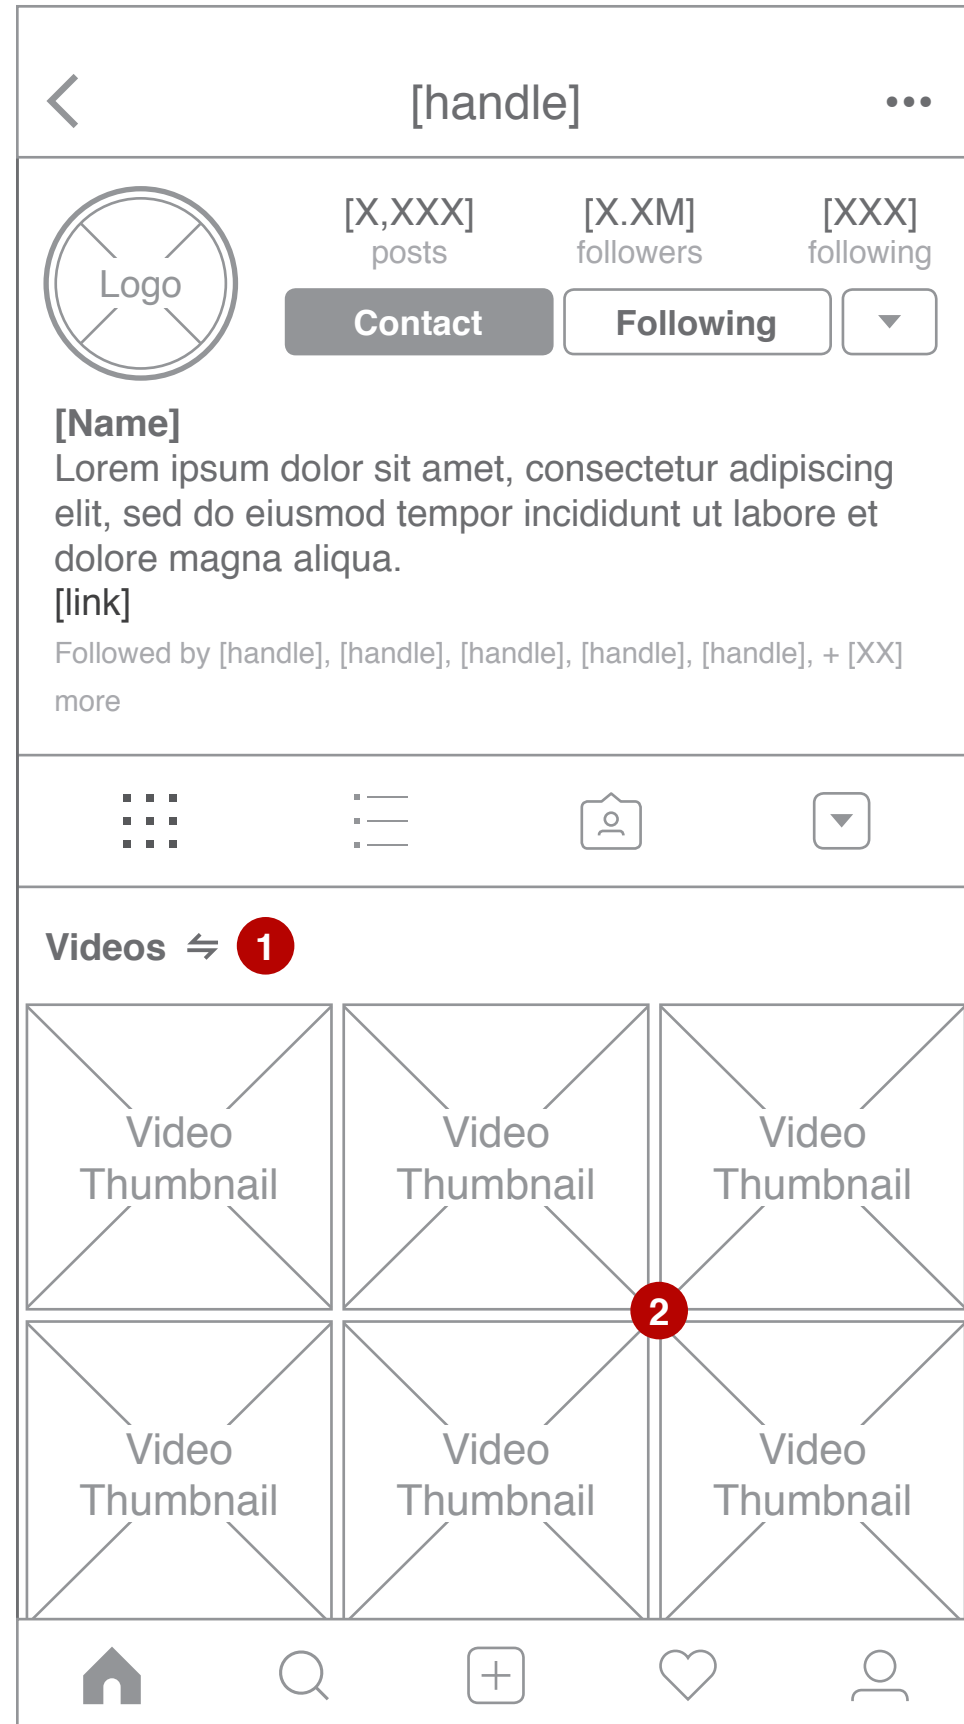 [handle]
[X,XXX] [X.XM] [XXX]
posts followers following
Logo
Contact Following
[Name]
Lorem ipsum dolor sit amet, consectetur adipiscing
elit, sed do eiusmod tempor incididunt ut labore et
dolore magna aliqua.
[link]
Followed by [handle], [handle], [handle], [handle], [handle], + [XX]
more
Videos ⇋ 1
Video Video Video
Thumbnail Thumbnail Thumbnail
2
Video Video Video
Thumbnail Thumbnail Thumbnail